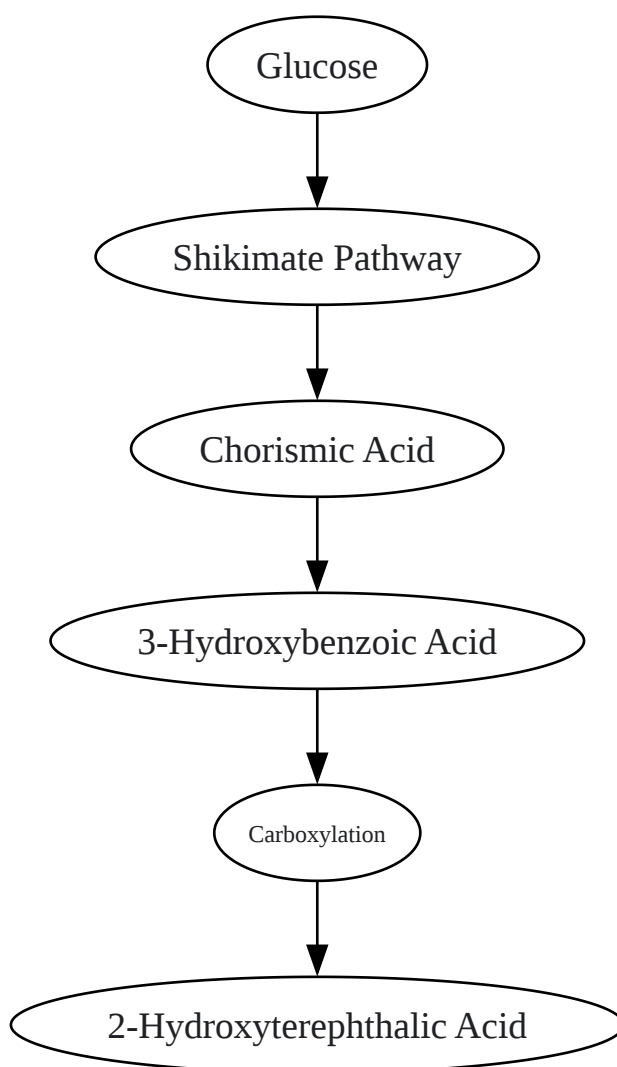 Glucose
Shikimate Pathway
Chorismic Acid
3-Hydroxybenzoic Acid
Carboxylation
2-Hydroxyterephthalic Acid